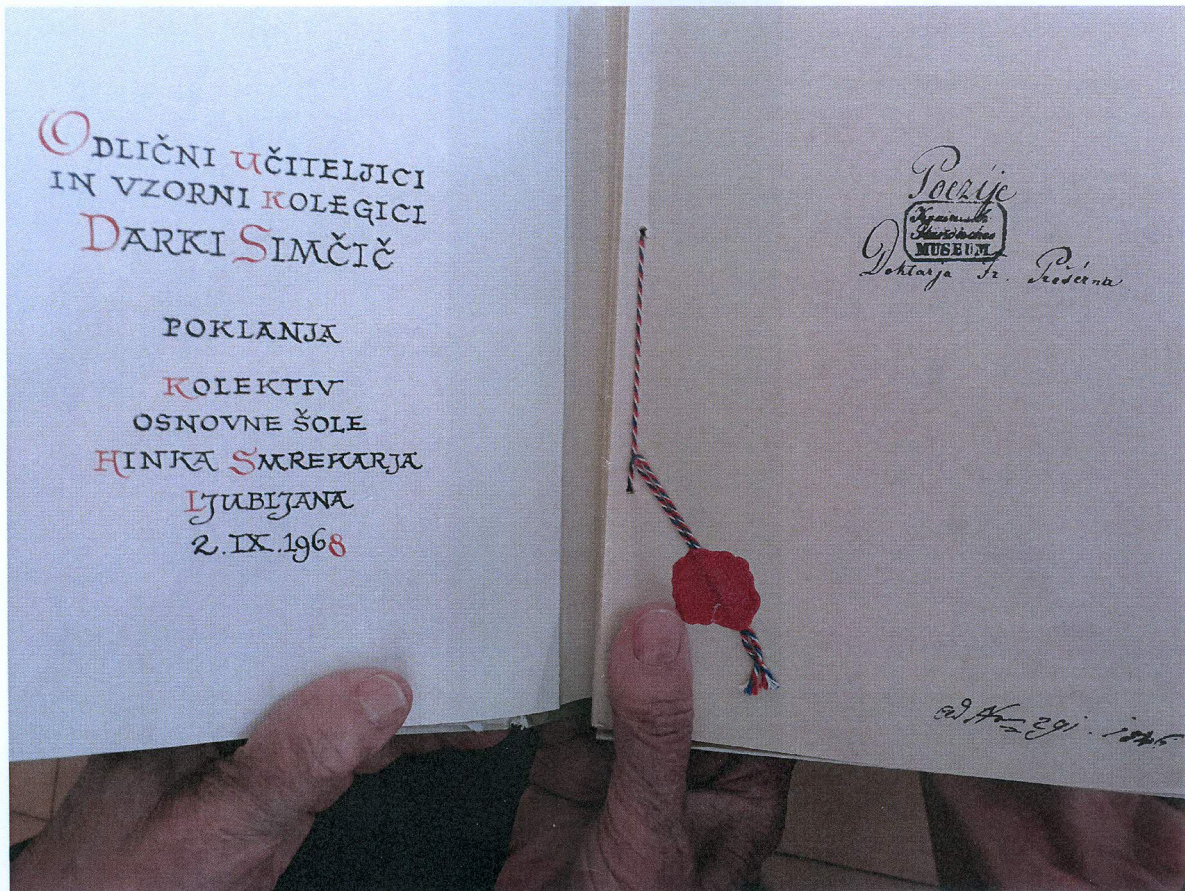 ODLIČNI UČITELJICI
IN VZORNI KOLEGICI
DARKI SIMČIČ
POKLANJA
KOLEKTIV
OSNOVNE ŠOLE
HINKA SMREKARJA
LJUBLJANA
2.IX.1968
Poezije
MUSEUM
Doktarja Fr. Prešérna